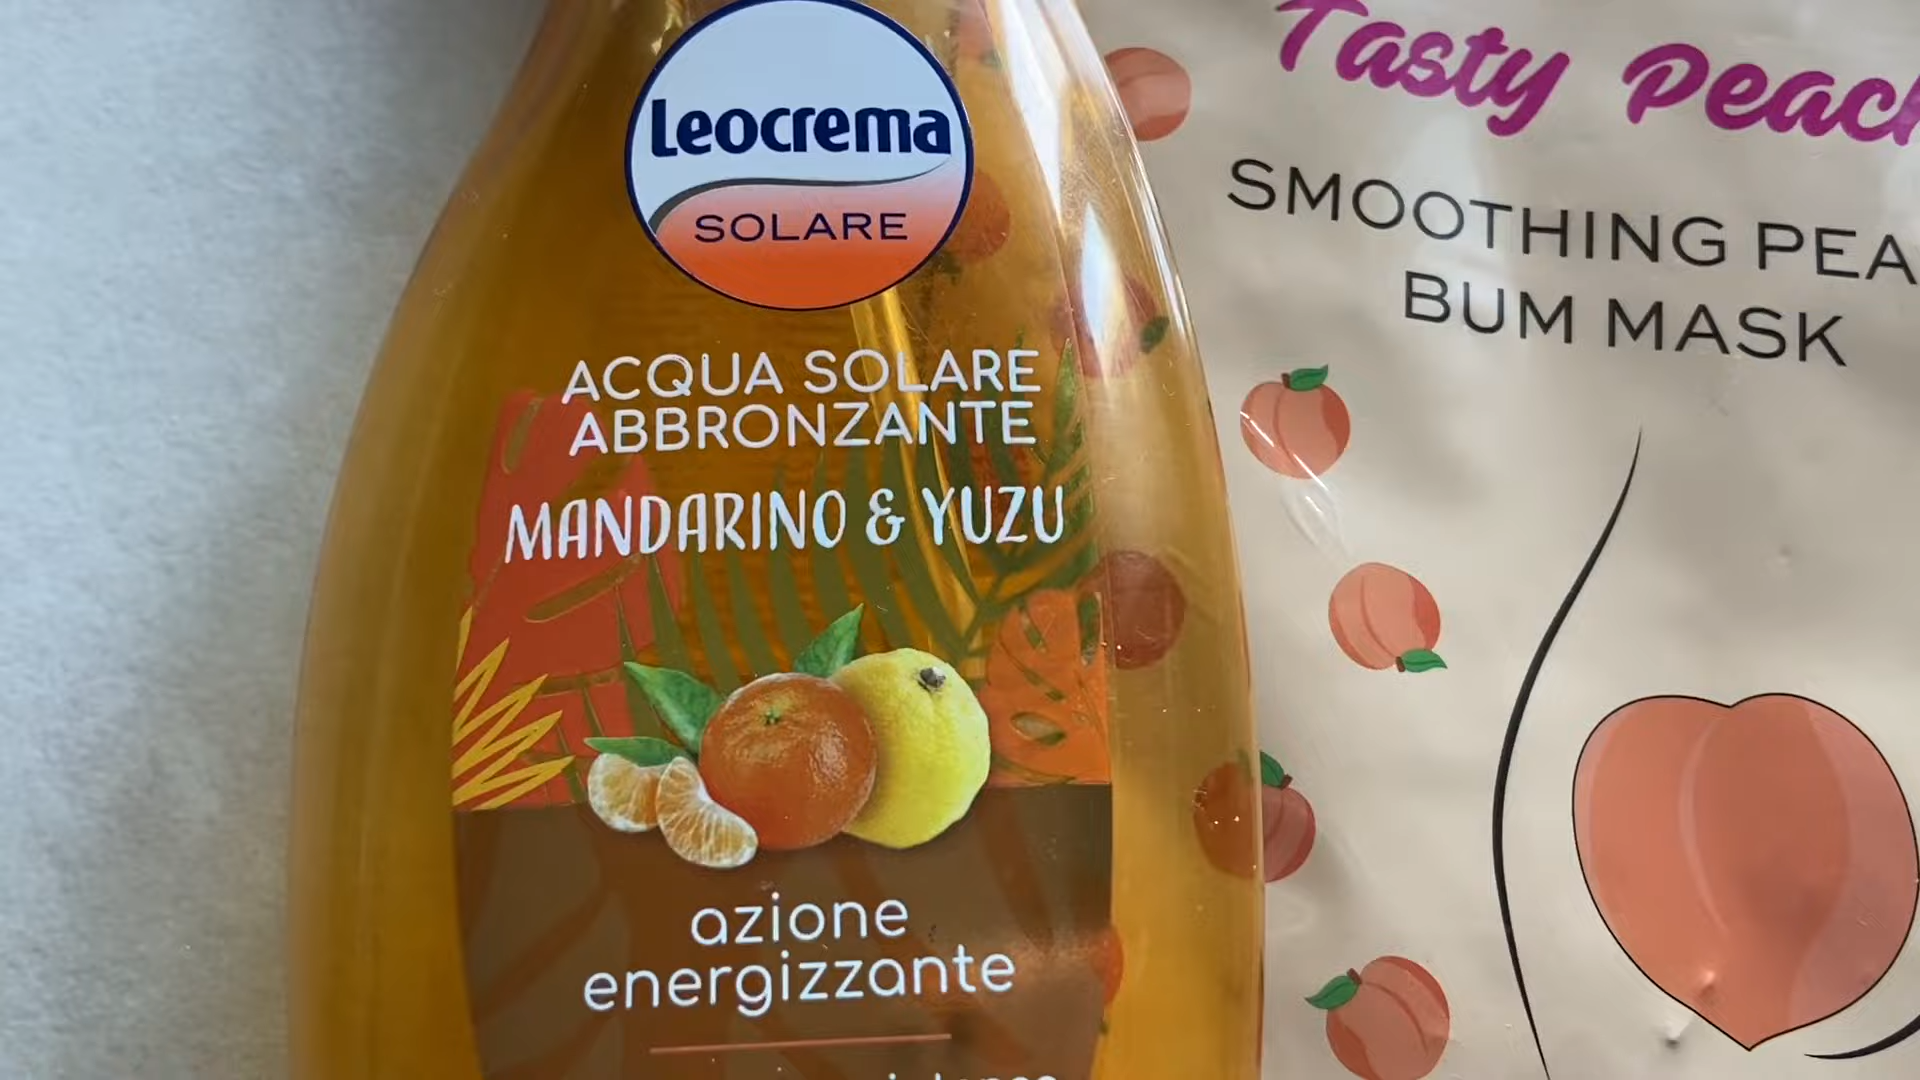 Leocrema
SOLARE
ACQUA SOLARE
ABBRONZANTE
MANDARINO & YUZU
azione
energizzante
Tasty Peach
SMOOTHING PEA
BUM MASK